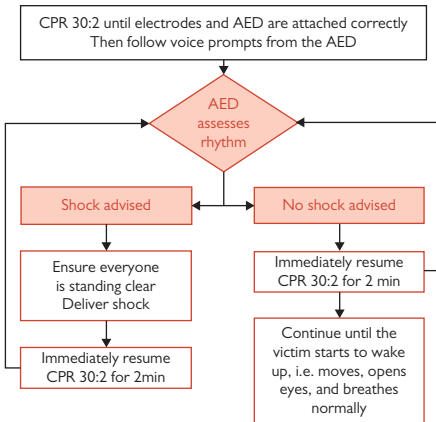 CPR 30:2 until electrodes and AED are attached correctly
Then follow voice prompts from the AED
AED
assesses
rhythm
Shock advised
No shock advised
Ensure everyone
is standing clear
Deliver shock
Immediately resume
CPR 30:2 for 2 min
Immediately resume
CPR 30:2 for 2min
Continue until the
victim starts to wake
up, i.e. moves, opens
eyes, and breathes
normally